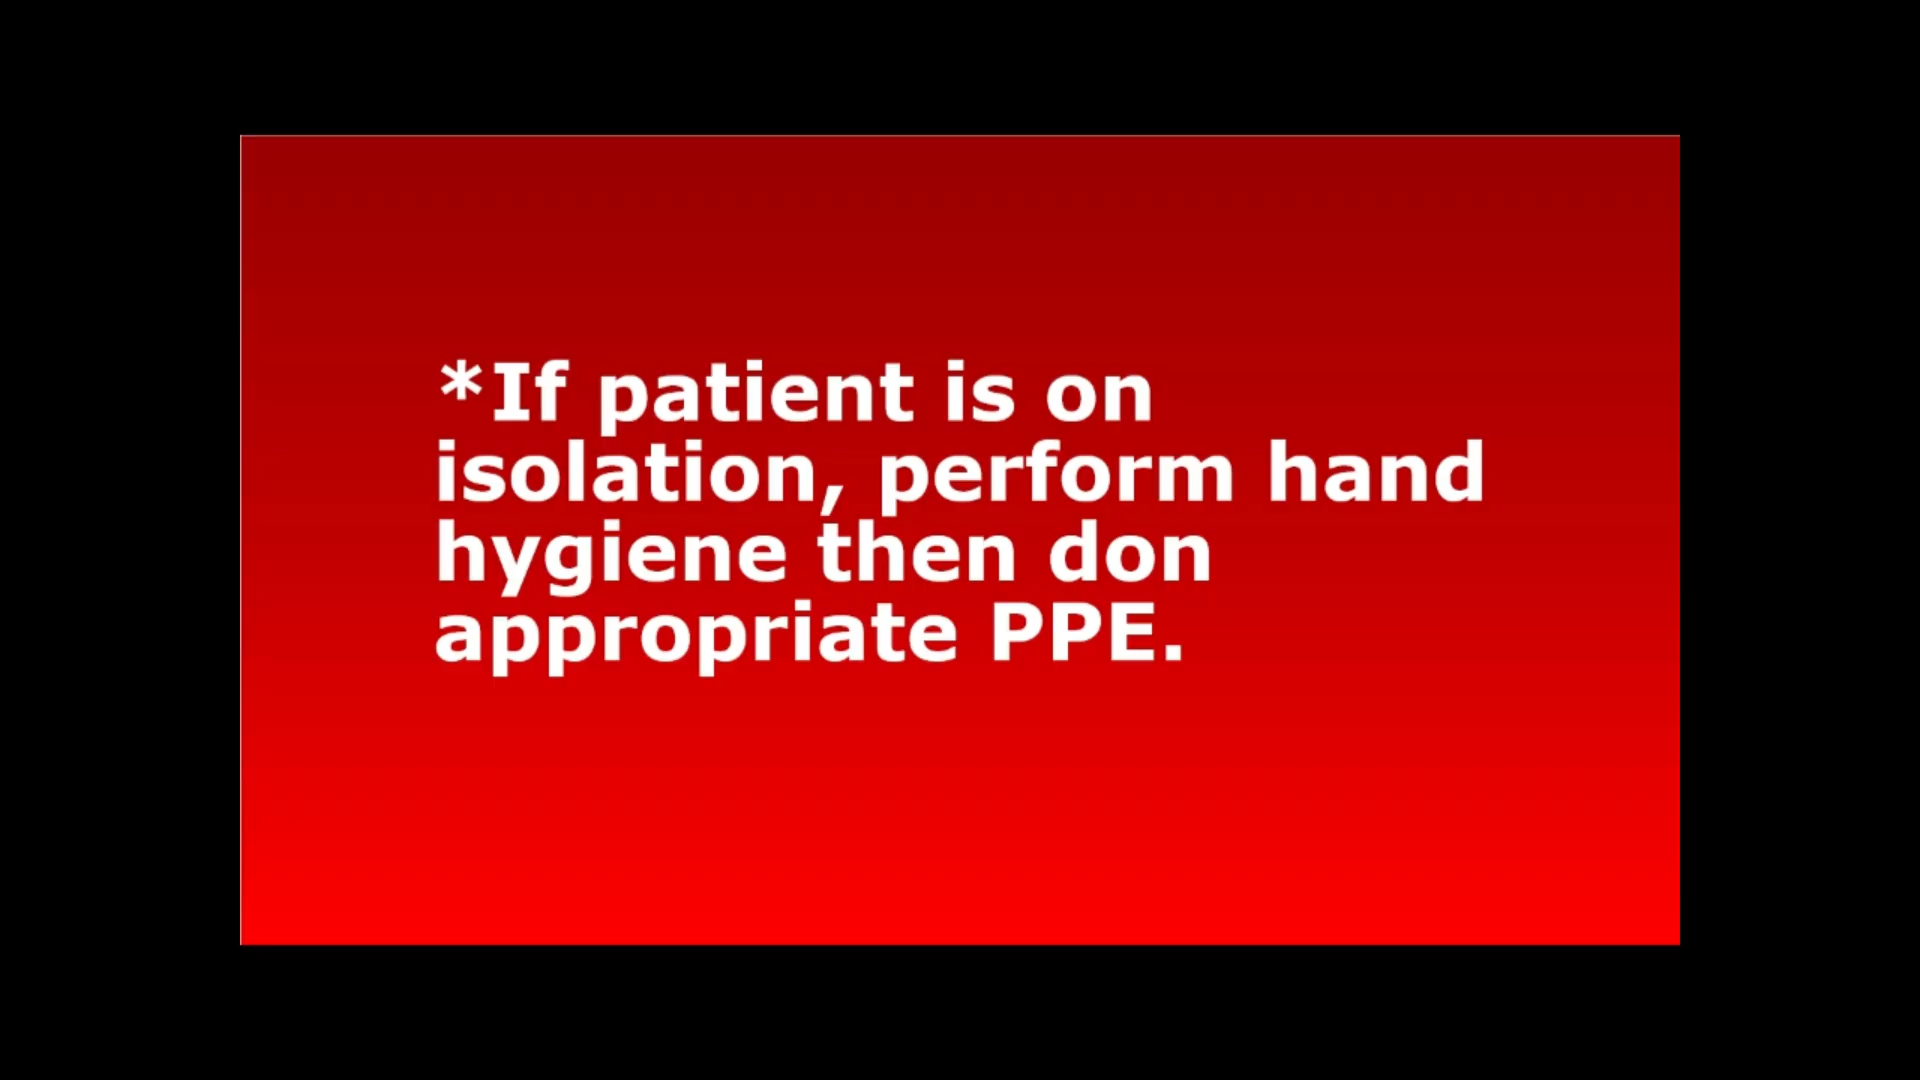 *If patient is on
isolation, perform hand
hygiene then don
appropriate PPE.